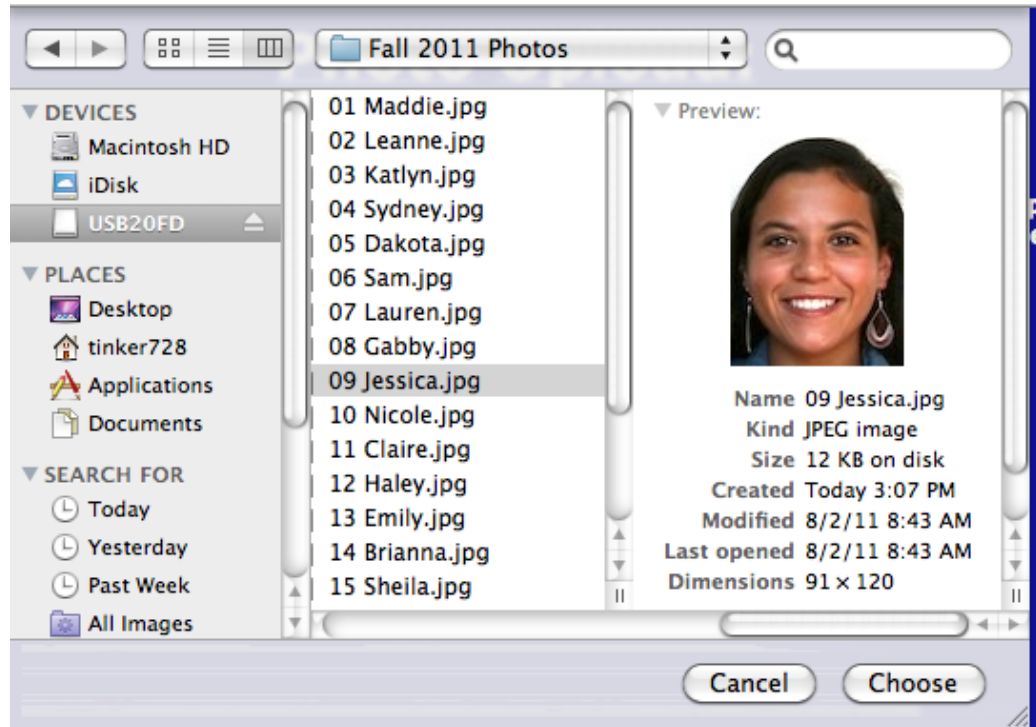 Fall 2011 Photos
DEVICES
Macintosh HD
iDisk
USB20FD
PLACES
Desktop
tinker728
Applications
Documents
SEARCH FOR
Today
Yesterday
Past Week
All Images
01 Maddie.jpg
02 Leanne.jpg
03 Katlyn.jpg
04 Sydney.jpg
05 Dakota.jpg
06 Sam.jpg
07 Lauren.jpg
08 Gabby.jpg
09 Jessica.jpg
10 Nicole.jpg
11 Claire.jpg
12 Haley.jpg
13 Emily.jpg
14 Brianna.jpg
15 Sheila.jpg
Preview:
Name 09 Jessica.jpg
Kind JPEG image
Size 12 KB on disk
Created Today 3:07 PM
Modified 8/2/11 8:43 AM
Last opened 8/2/11 8:43 AM
Dimensions 91 × 120
Cancel
Choose